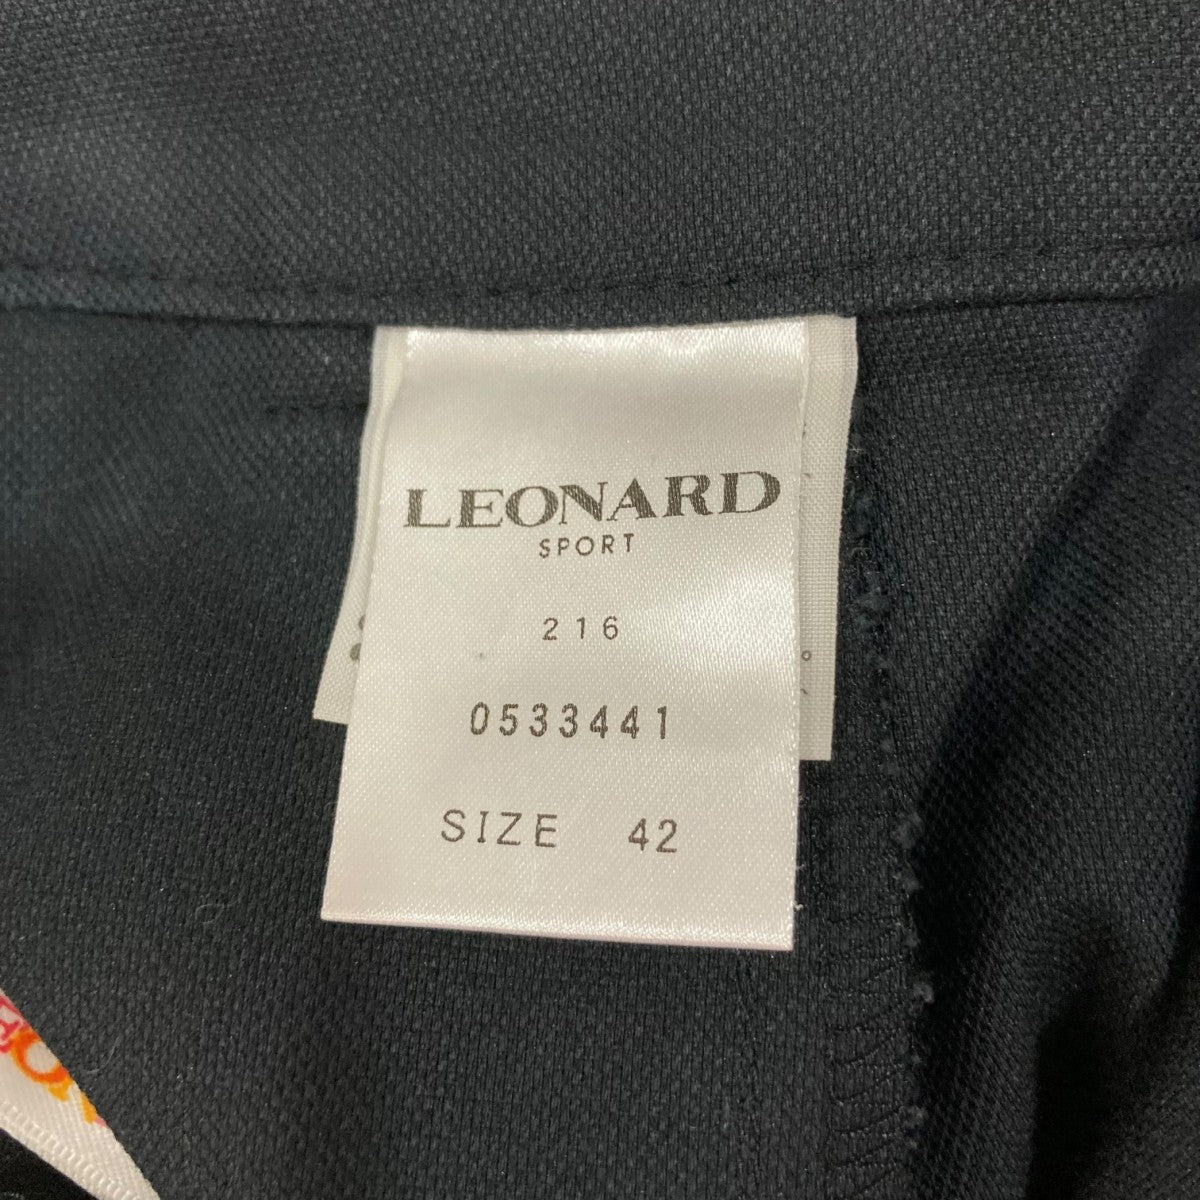 LEONARD
SPORT
216
0533441
SIZE 42